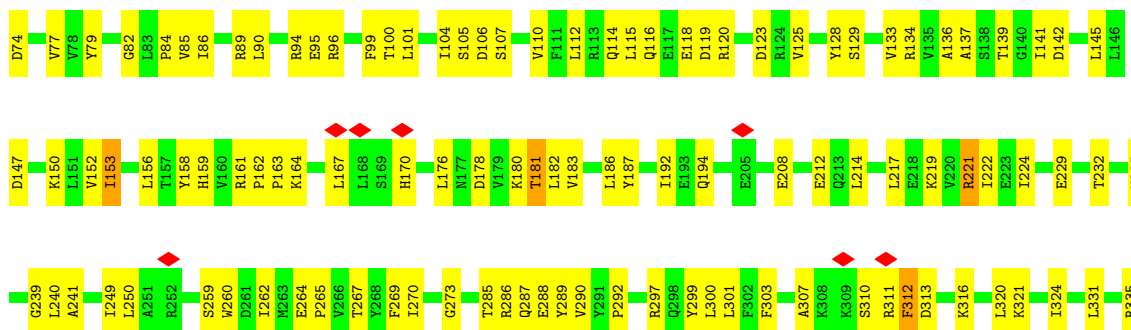 D74 V77 V78 Y79 G82 L83 P84 V85 I86 R89 L90 R94 E95 R96 F99 T100 L101 I104 S105 D106 S107 V110 F111 L112 R113 Q114 L115 Q116 E117 E118 D119 R120 D123 R124 V125 Y128 S129 V133 R134 V135 A136 A137 S138 T139 G140 I141 D142 L145 L146
D147 K150 L151 V152 I153 L156 T157 Y158 H159 V160 R161 P162 P163 K164 L167 L168 S169 H170 L176 N177 D178 V179 K180 T181 L182 V183 L186 Y187 I192 E193 Q194 E205 E208 E212 Q213 L214 L217 E218 K219 V220 R221 I222 E223 I224 E229 T232
G239 L240 A241 I249 L250 A251 R252 S259 W260 D261 I262 M263 E264 P265 V266 T267 Y268 F269 I270 G273 T285 R286 Q287 E288 Y289 V290 Y291 P292 R297 Q298 Y299 L300 L301 F302 F303 A307 K308 K309 S310 R311 F312 D313 K316 L320 K321 I324 L331